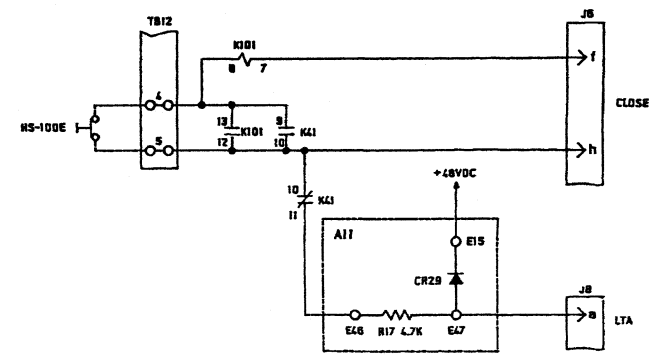 TB12
J6
K101
8 7
f
4
CLOSE
HS-100E
13
K101
12
9
K41
10
5
h
+48VDC
10
K41
11
A11
E15
CR29
J8
a
LTA
E46
R17 4.7K
E47